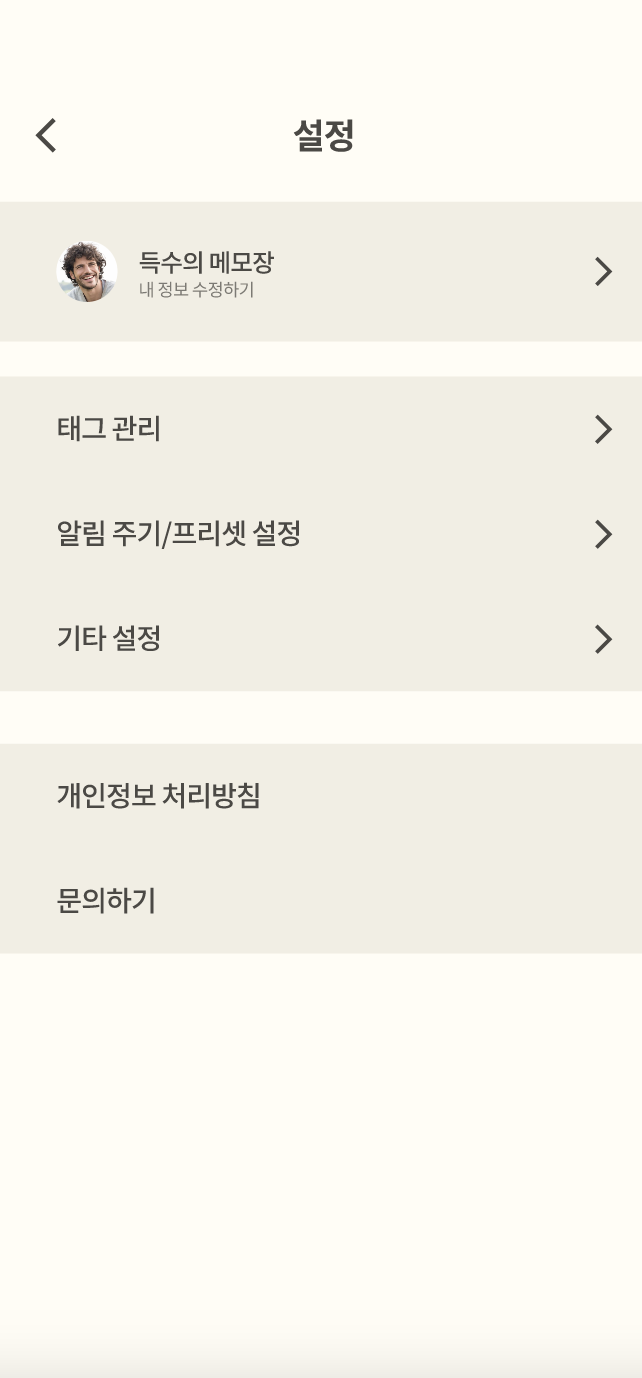 설정
득수의 메모장
내 정보 수정하기
태그 관리
알림 주기/프리셋 설정
기타 설정
개인정보 처리방침
문의하기